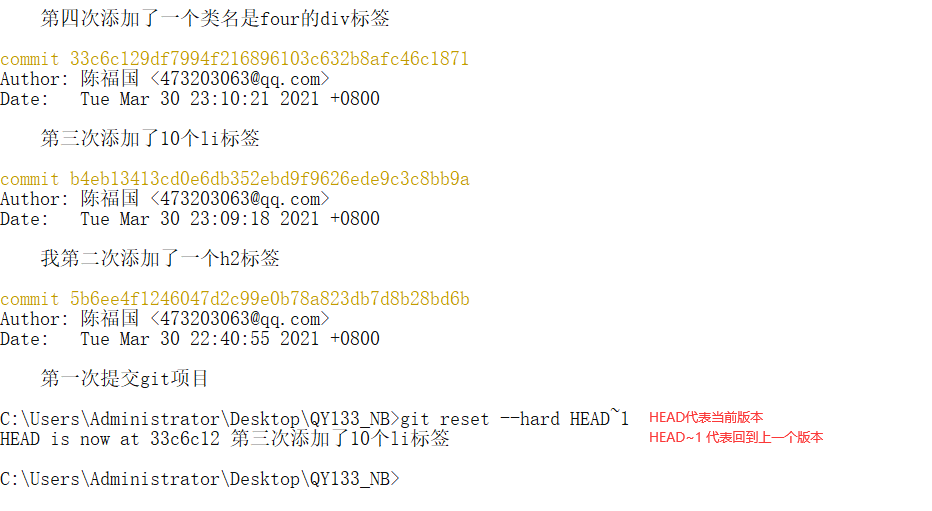 第四次添加了一个类名是four的div标签
commit 33c6c129df7994f216896103c632b8afc46c1871
Author: 陈福国 <473203063@qq.com>
Date:   Tue Mar 30 23:10:21 2021 +0800
第三次添加了10个li标签
commit b4eb13413cd0e6db352ebd9f9626ede9c3c8bb9a
Author: 陈福国 <473203063@qq.com>
Date:   Tue Mar 30 23:09:18 2021 +0800
我第二次添加了一个h2标签
commit 5b6ee4f1246047d2c99e0b78a823db7d8b28bd6b
Author: 陈福国 <473203063@qq.com>
Date:   Tue Mar 30 22:40:55 2021 +0800
第一次提交git项目
C:\Users\Administrator\Desktop\QY133_NB>git reset --hard HEAD~1 HEAD代表当前版本
HEAD is now at 33c6c12 第三次添加了10个li标签 HEAD~1 代表回到上一个版本
C:\Users\Administrator\Desktop\QY133_NB>